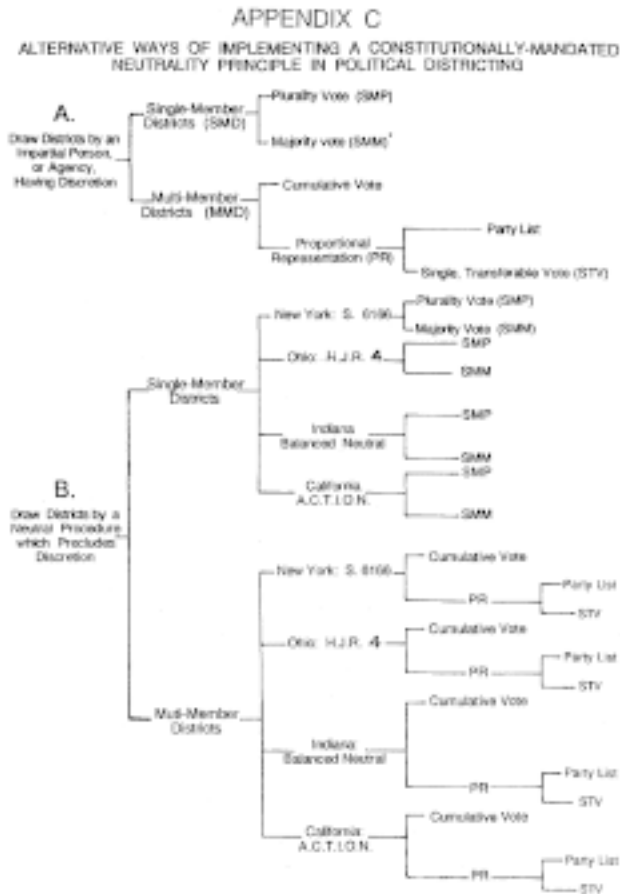 APPENDIX C
ALTERNATIVE WAYS OF IMPLEMENTING A CONSTITUTIONALLY-MANDATED
NEUTRALITY PRINCIPLE IN POLITICAL DISTRICTING
A.
Draw Districts by an
Impartial Person,
or Agency,
Having Discretion
Single-Member
Districts (SMD)
Plurality Vote (SMP)
Majority vote (SMM)
Multi-Member
Districts (MMD)
Cumulative Vote
Proportional
Representation (PR)
Party List
Single, Transferable Vote (STV)
B.
Draw Districts by a
Neutral Procedure
which Precludes
Discretion
Single-Member
Districts
New York: S. 6166
Plurality Vote (SMP)
Majority Vote (SMM)
Ohio: H.J.R. 4
SMP
SMM
Indiana
Balanced Neutral
SMP
SMM
California
A.C.T.I.O.N.
SMP
SMM
Muti-Member
Districts
New York: S. 6166
Cumulative Vote
PR
Party List
STV
Ohio: H.J.R. 4
Cumulative Vote
PR
Party List
STV
Indiana:
Balanced Neutral
Cumulative Vote
PR
Party List
STV
California:
A.C.T.I.O.N.
Cumulative Vote
PR
Party List
STV